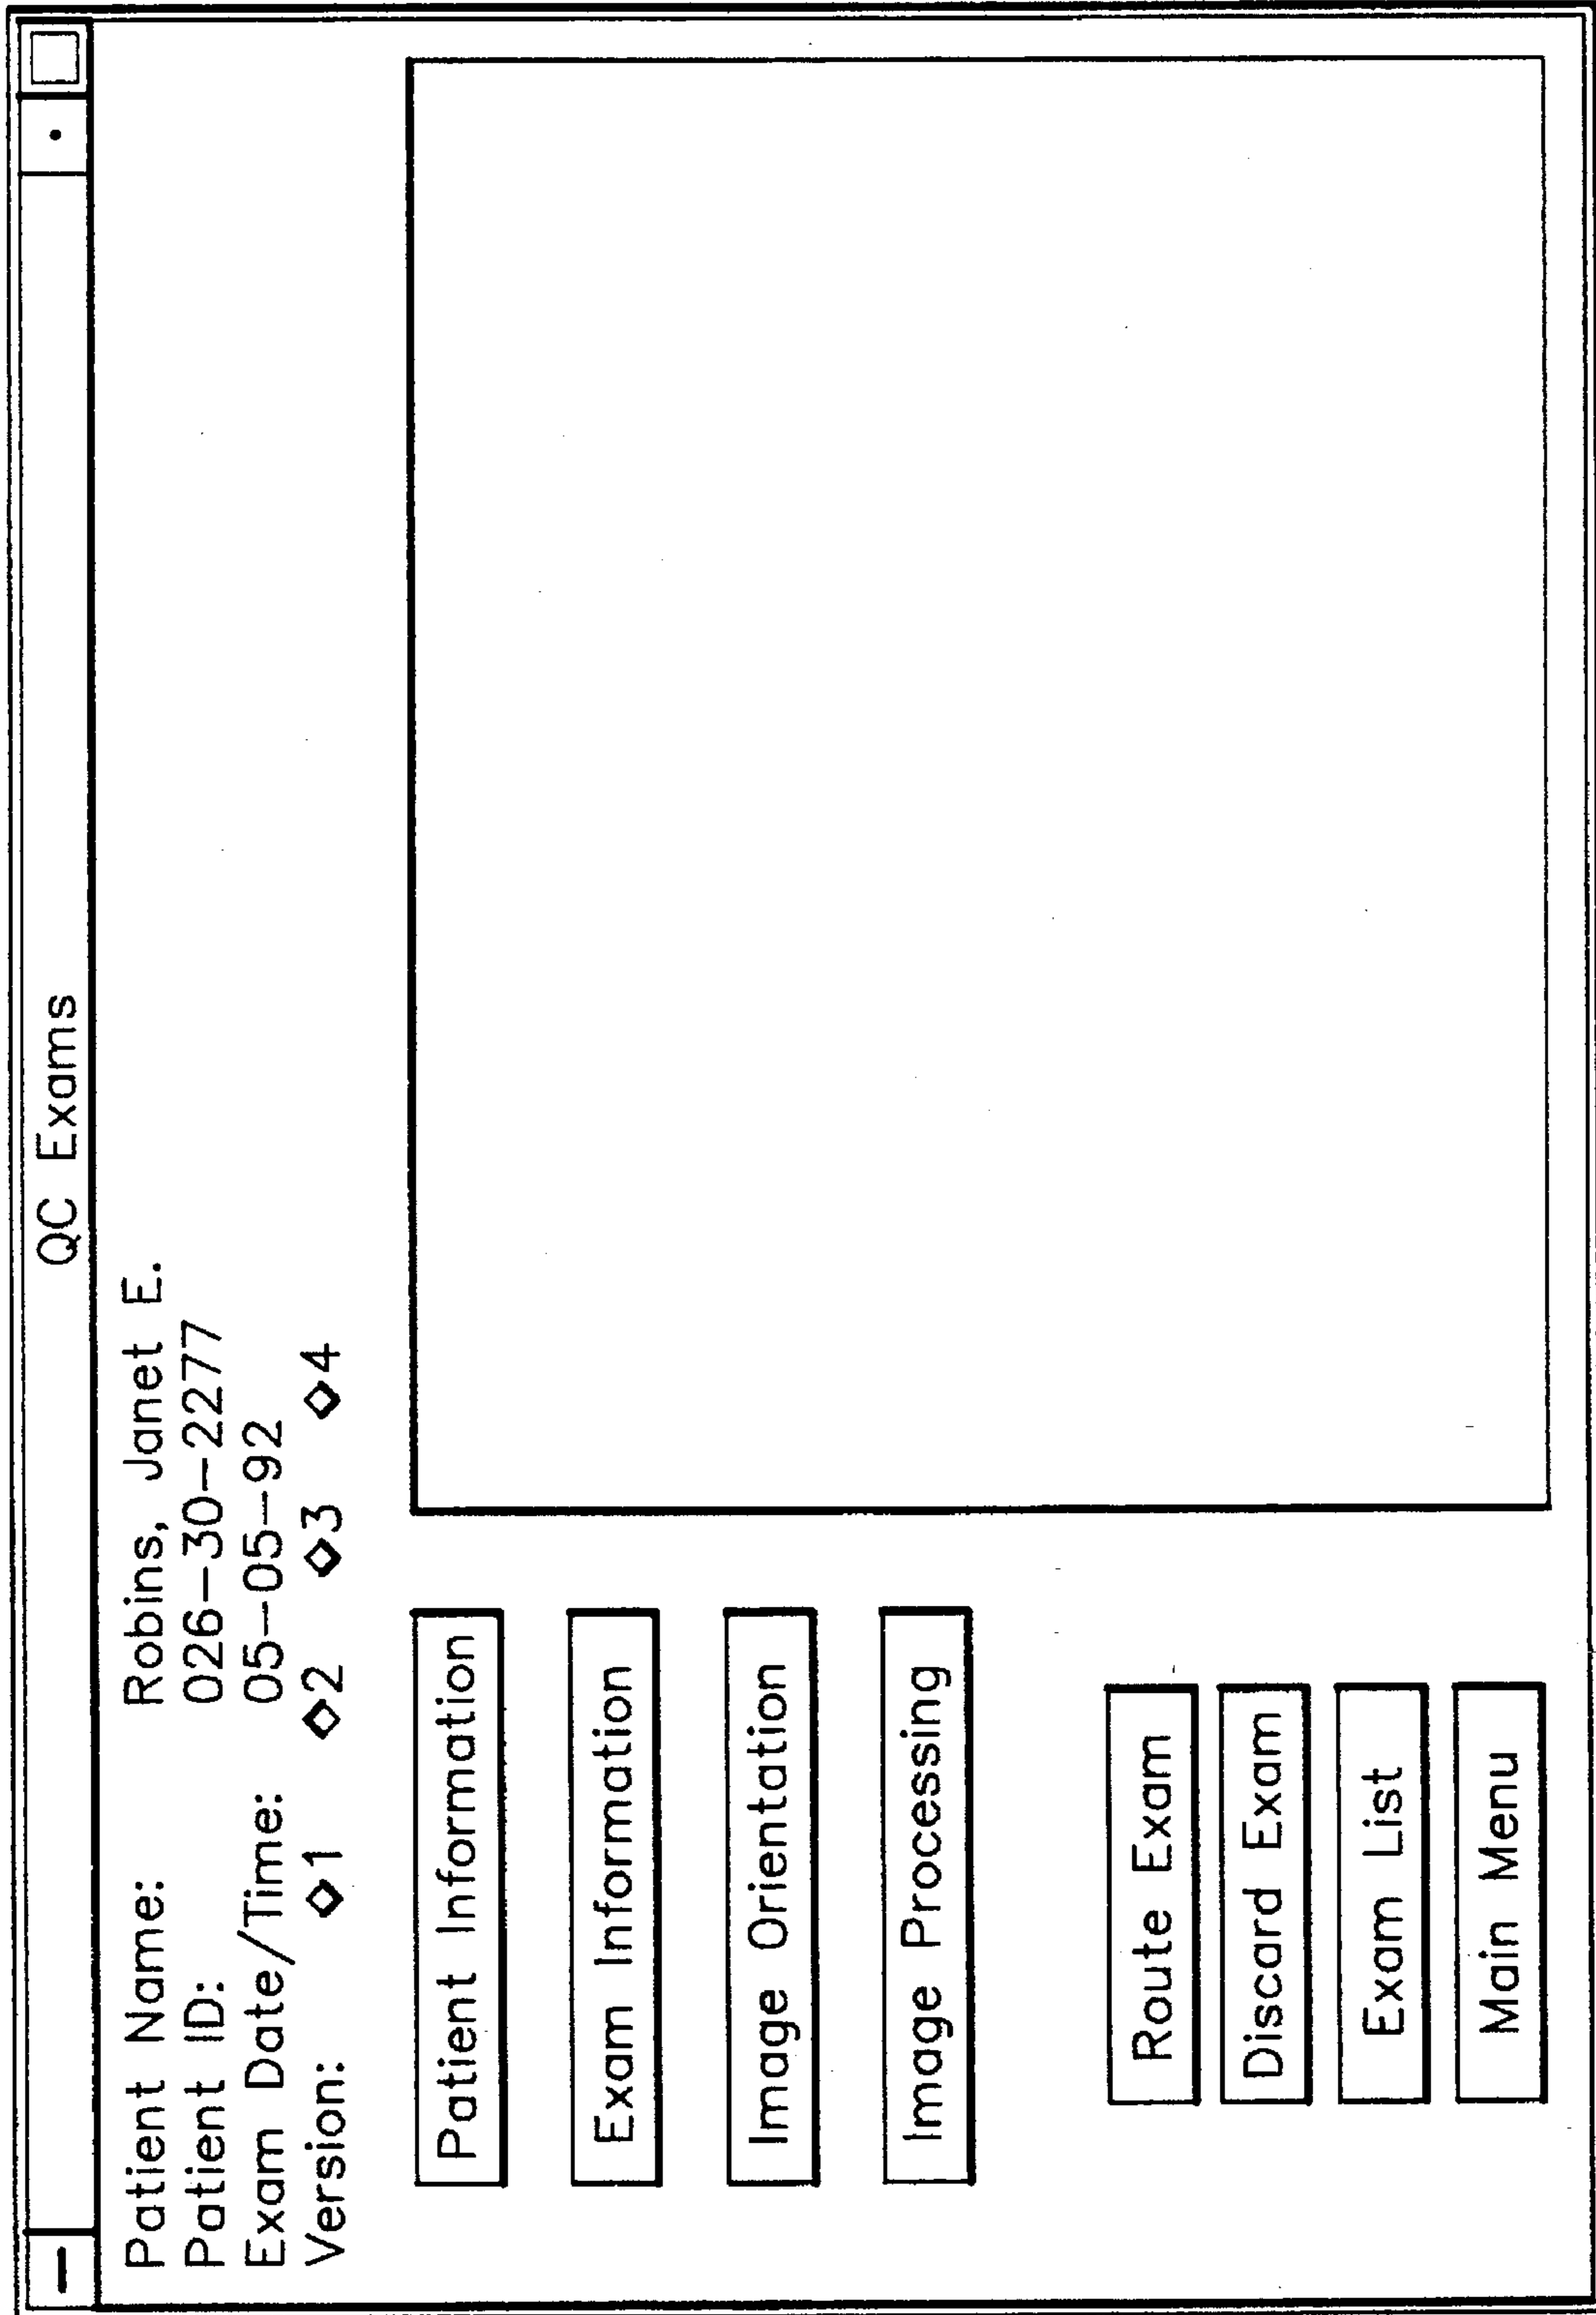 QC Exams
Patient Name: Robins, Janet E.
Patient ID: 026-30-2277
Exam Date/Time: 05-05-92
Version: ◇1 ◇2 ◇3 ◇4
Patient Information
Exam Information
Image Orientation
Image Processing
Route Exam
Discard Exam
Exam List
Main Menu